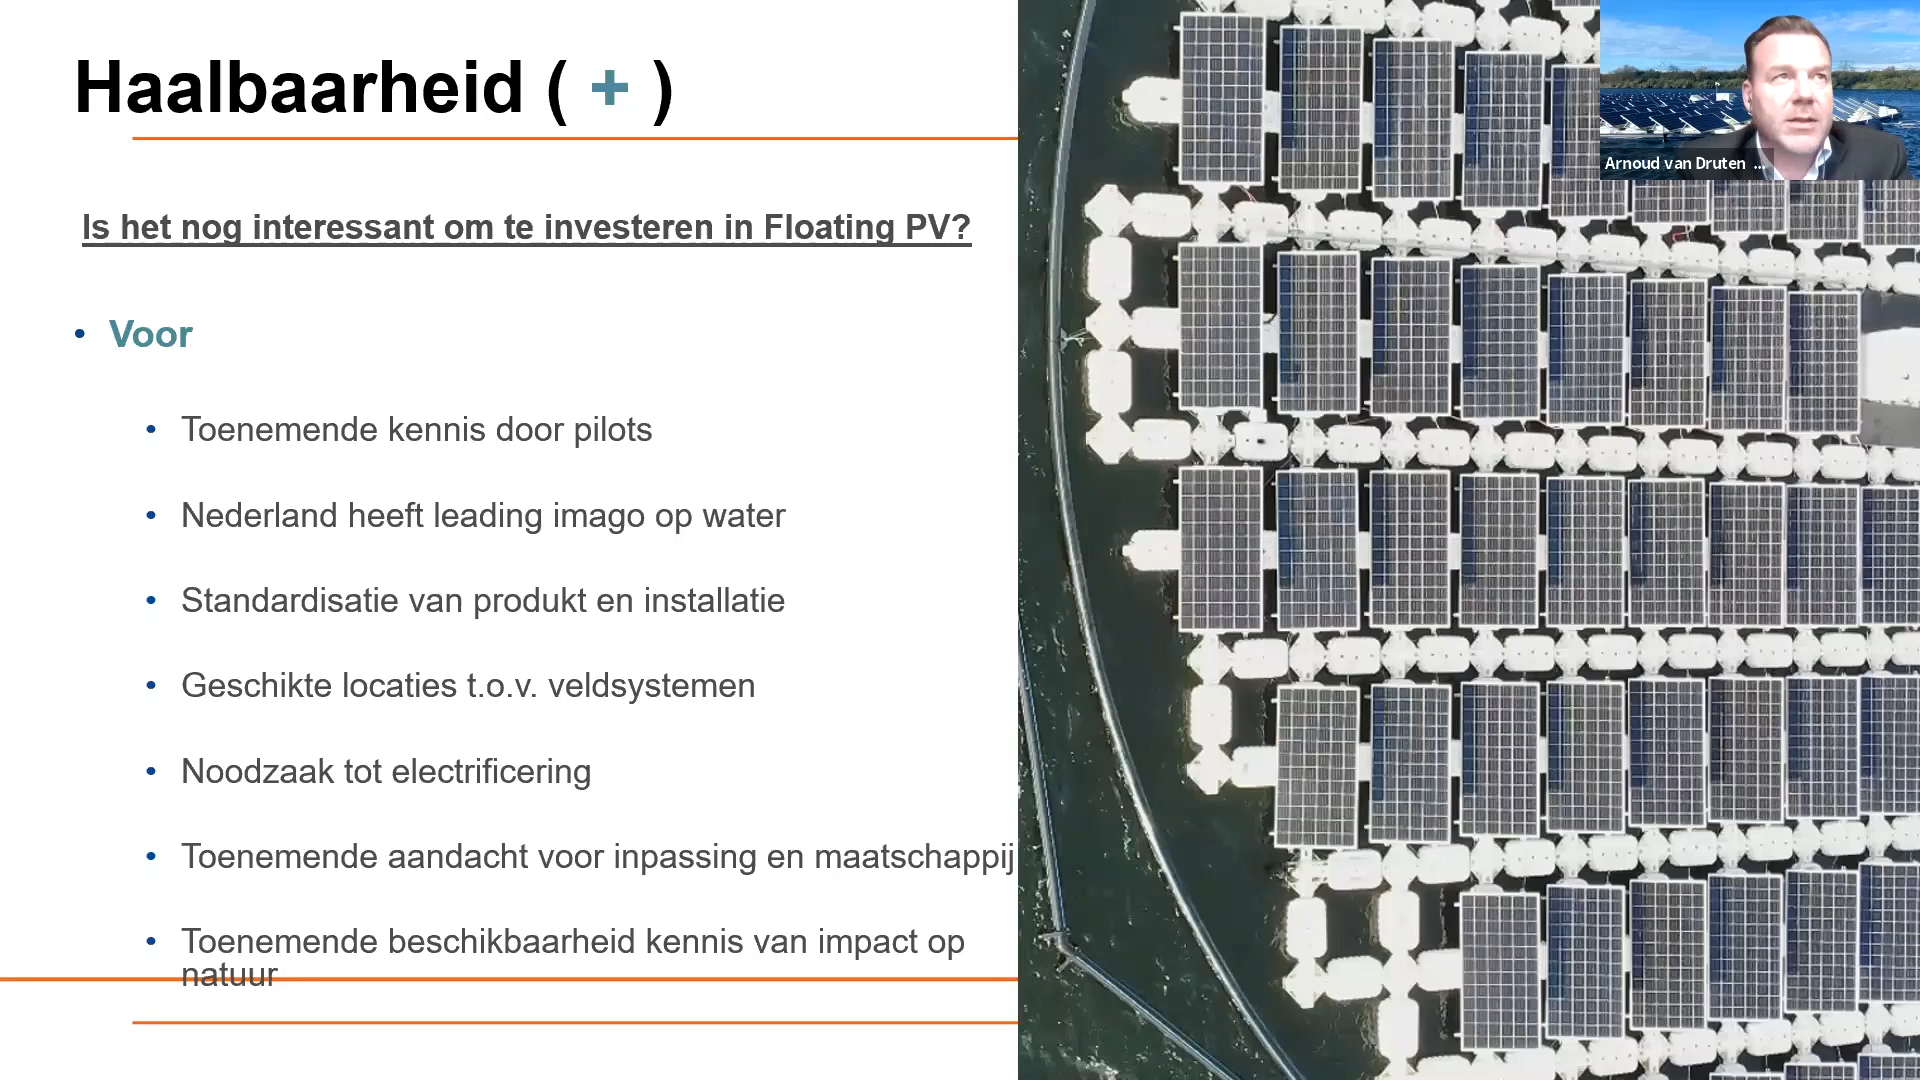 Haalbaarheid ( + )
Arnoud van Druten ...
Is het nog interessant om te investeren in Floating PV?
• Voor
• Toenemende kennis door pilots
• Nederland heeft leading imago op water
• Standardisatie van produkt en installatie
• Geschikte locaties t.o.v. veldsystemen
• Noodzaak tot electrificering
• Toenemende aandacht voor inpassing en maatschappij
• Toenemende beschikbaarheid kennis van impact op
natuur